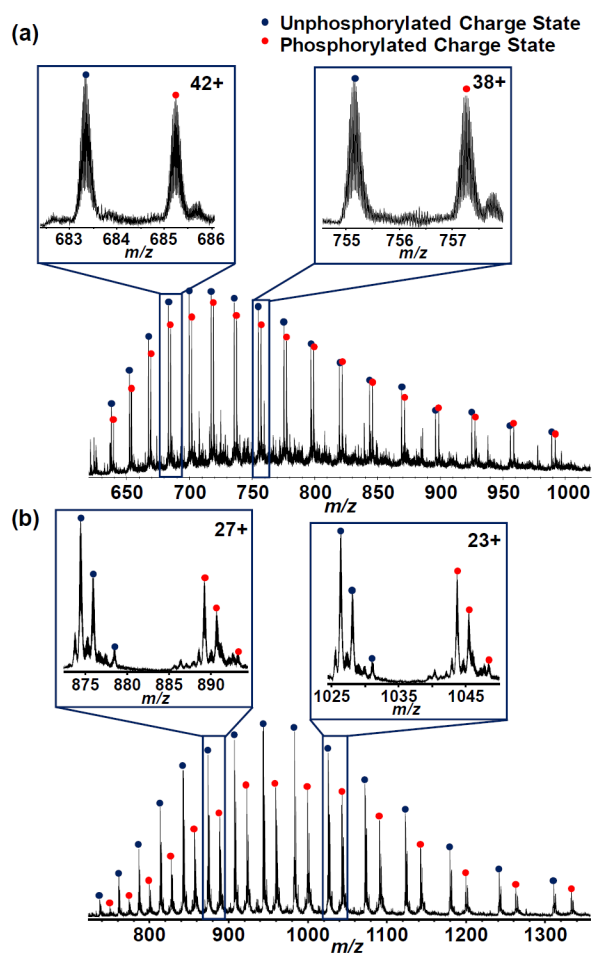 Unphosphorylated Charge State
(a)
Phosphorylated Charge State
42+
38+
683 684 685 686
m/z
755 756 757
m/z
650 700 750 800 850 900 950 1000
m/z
(b)
27+
23+
875 880 885 890
m/z
1025 1035 1045
m/z
800 900 1000 1100 1200 1300
m/z